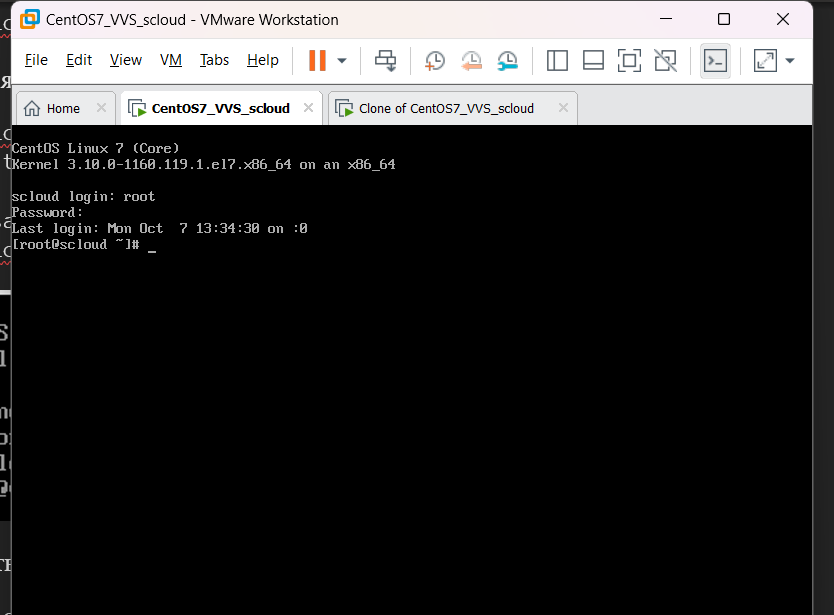 CentOS7_VVS_scloud - VMware Workstation
File Edit View VM Tabs Help
Home CentOS7_VVS_scloud Clone of CentOS7_VVS_scloud
CentOS Linux 7 (Core)
Kernel 3.10.0-1160.119.1.el7.x86_64 on an x86_64
scloud login: root
Password:
Last login: Mon Oct  7 13:34:30 on :0
[root@scloud ~]# _